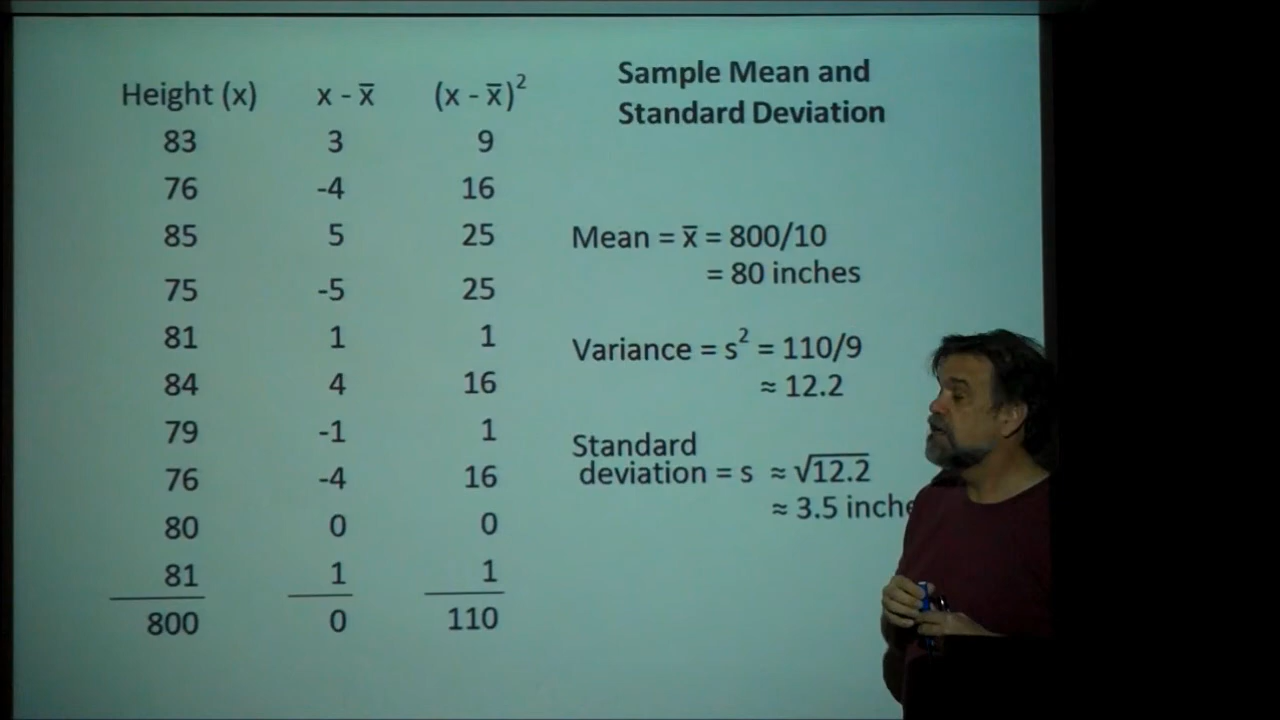 Sample Mean and
Standard Deviation
Height (x) x - x̄ (x - x̄)²
83 3 9
76 -4 16
85 5 25
75 -5 25
81 1 1
84 4 16
79 -1 1
76 -4 16
80 0 0
81 1 1
800 0 110
Mean = x̄ = 800/10
= 80 inches
Variance = s² = 110/9
≈ 12.2
Standard
deviation = s ≈ √12.2
≈ 3.5